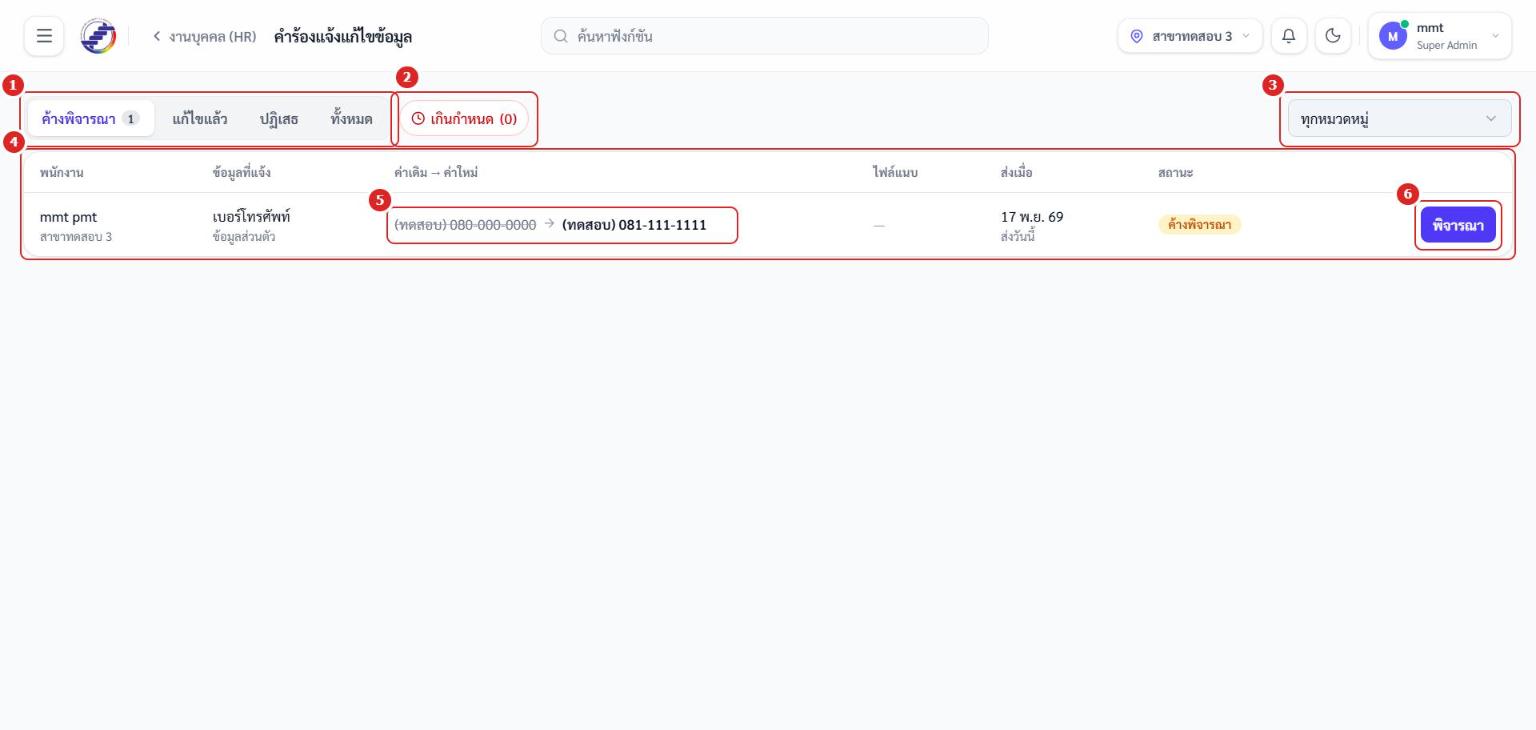 งานบุคคล (HR) คำร้องแจ้งแก้ไขข้อมูล ค้นหาฟังก์ชัน สาขาทดสอบ 3 M mmt
Super Admin
1 2 3
ค้างพิจารณา 1 แก้ไขแล้ว ปฏิเสธ ทั้งหมด เกินกำหนด (0) ทุกหมวดหมู่
4
พนักงาน ข้อมูลที่แจ้ง ค่าเดิม → ค่าใหม่ ไฟล์แนบ ส่งเมื่อ สถานะ
5 6
mmt pmt เบอร์โทรศัพท์ (ทดสอบ) 080-000-0000 → (ทดสอบ) 081-111-1111 — 17 พ.ย. 69 ค้างพิจารณา พิจารณา
สาขาทดสอบ 3 ข้อมูลส่วนตัว ส่งวันนี้